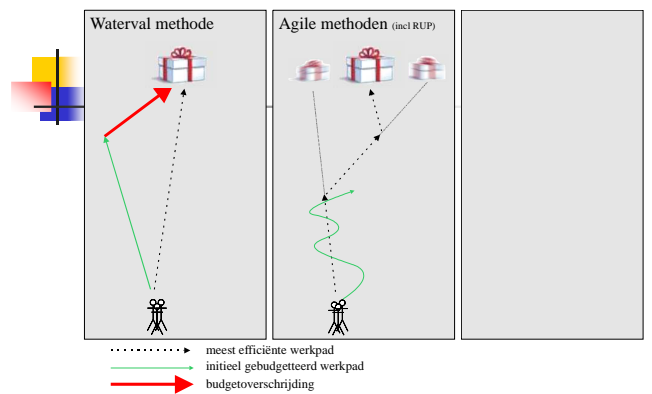 Waterval methode
Agile methoden (incl RUP)
meest efficiënte werkpad
initieel gebudgetteerd werkpad
budgetoverschrijding